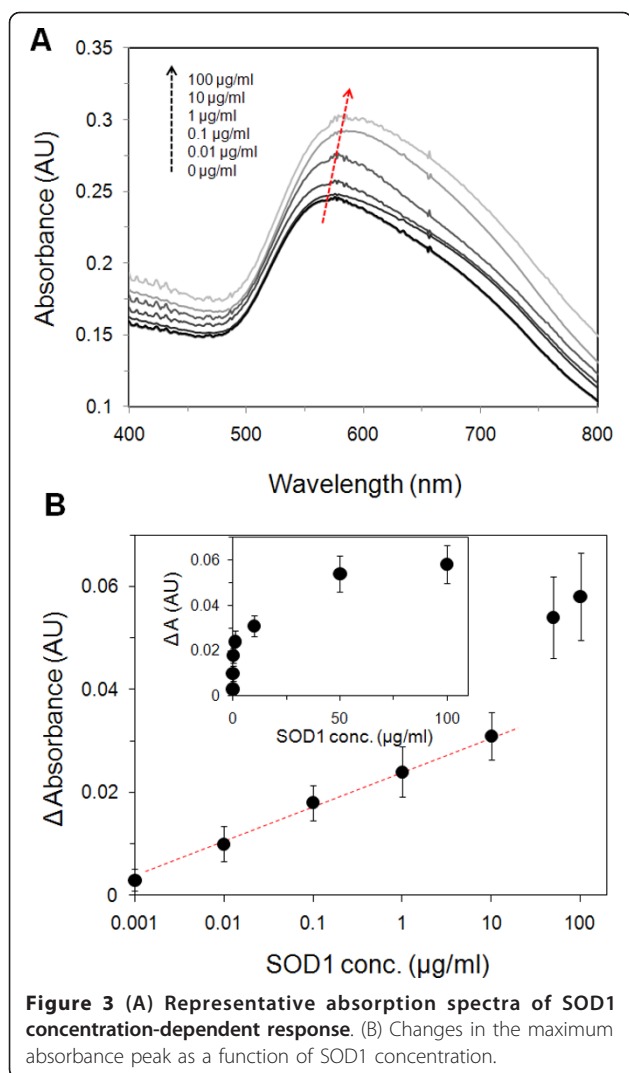 A
0.35
0.3
0.25
0.2
0.15
0.1
Absorbance (AU)
100 µg/ml
10 µg/ml
1 µg/ml
0.1 µg/ml
0.01 µg/ml
0 µg/ml
400 500 600 700 800
Wavelength (nm)
B
0.06
0.04
0.02
0
Δ Absorbance (AU)
0.06
0.04
0.02
0
Δ A (AU)
0 50 100
SOD1 conc. (µg/ml)
0.001 0.01 0.1 1 10 100
SOD1 conc. (µg/ml)
Figure 3 (A) Representative absorption spectra of SOD1
concentration-dependent response. (B) Changes in the maximum
absorbance peak as a function of SOD1 concentration.